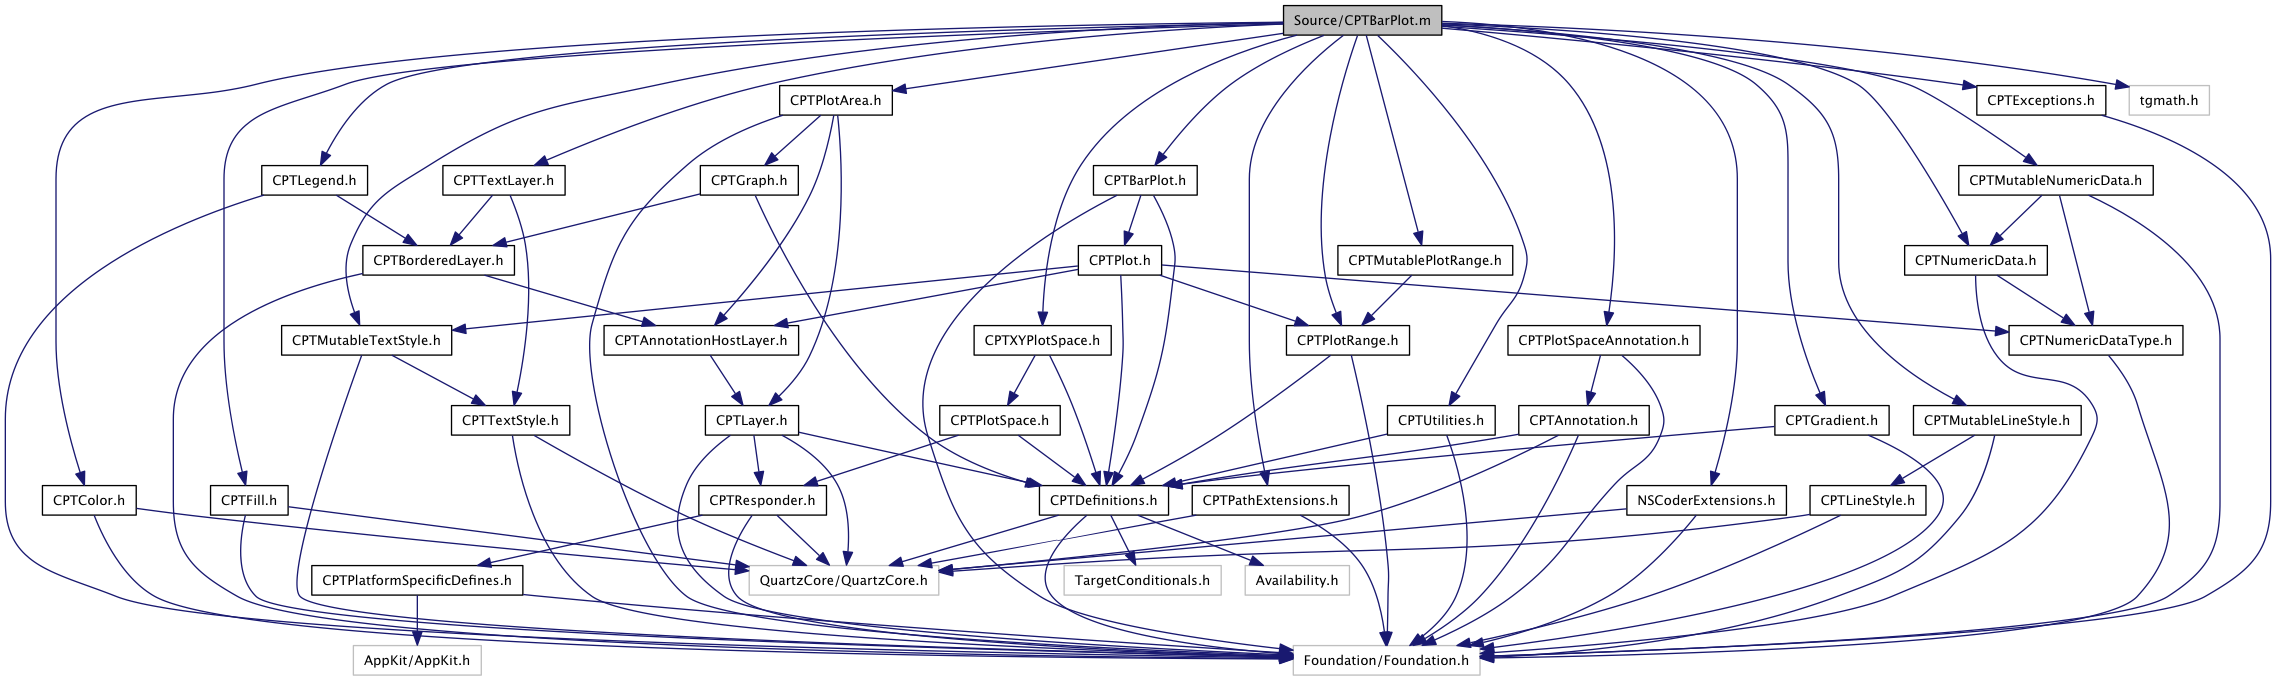 Source/CPTBarPlot.m
CPTPlotArea.h
CPTExceptions.h
tgmath.h
CPTLegend.h
CPTTextLayer.h
CPTGraph.h
CPTBarPlot.h
CPTMutableNumericData.h
CPTBorderedLayer.h
CPTPlot.h
CPTMutablePlotRange.h
CPTNumericData.h
CPTMutableTextStyle.h
CPTAnnotationHostLayer.h
CPTXYPlotSpace.h
CPTPlotRange.h
CPTPlotSpaceAnnotation.h
CPTNumericDataType.h
CPTTextStyle.h
CPTLayer.h
CPTPlotSpace.h
CPTUtilities.h
CPTAnnotation.h
CPTGradient.h
CPTMutableLineStyle.h
CPTColor.h
CPTFill.h
CPTResponder.h
CPTDefinitions.h
CPTPathExtensions.h
NSCoderExtensions.h
CPTLineStyle.h
CPTPlatformSpecificDefines.h
QuartzCore/QuartzCore.h
TargetConditionals.h
Availability.h
AppKit/AppKit.h
Foundation/Foundation.h